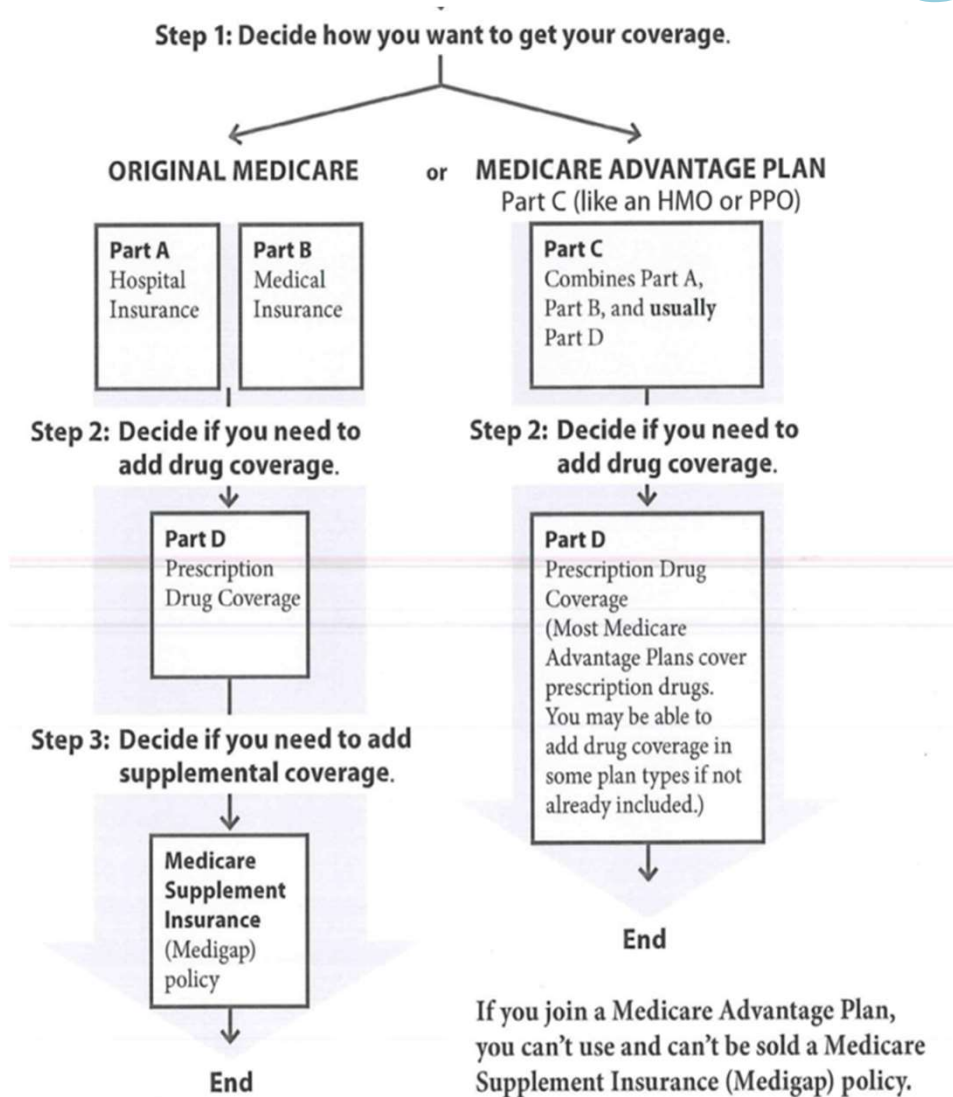 Step 1: Decide how you want to get your coverage.
ORIGINAL MEDICARE
or
MEDICARE ADVANTAGE PLAN
Part C (like an HMO or PPO)
Part A
Hospital
Insurance
Part B
Medical
Insurance
Part C
Combines Part A,
Part B, and usually
Part D
Step 2: Decide if you need to
add drug coverage.
Part D
Prescription
Drug Coverage
Step 3: Decide if you need to add
supplemental coverage.
Medicare
Supplement
Insurance
(Medigap)
policy
End
Step 2: Decide if you need to
add drug coverage.
Part D
Prescription Drug
Coverage
(Most Medicare
Advantage Plans cover
prescription drugs.
You may be able to
add drug coverage in
some plan types if not
already included.)
End
If you join a Medicare Advantage Plan,
you can't use and can't be sold a Medicare
Supplement Insurance (Medigap) policy.